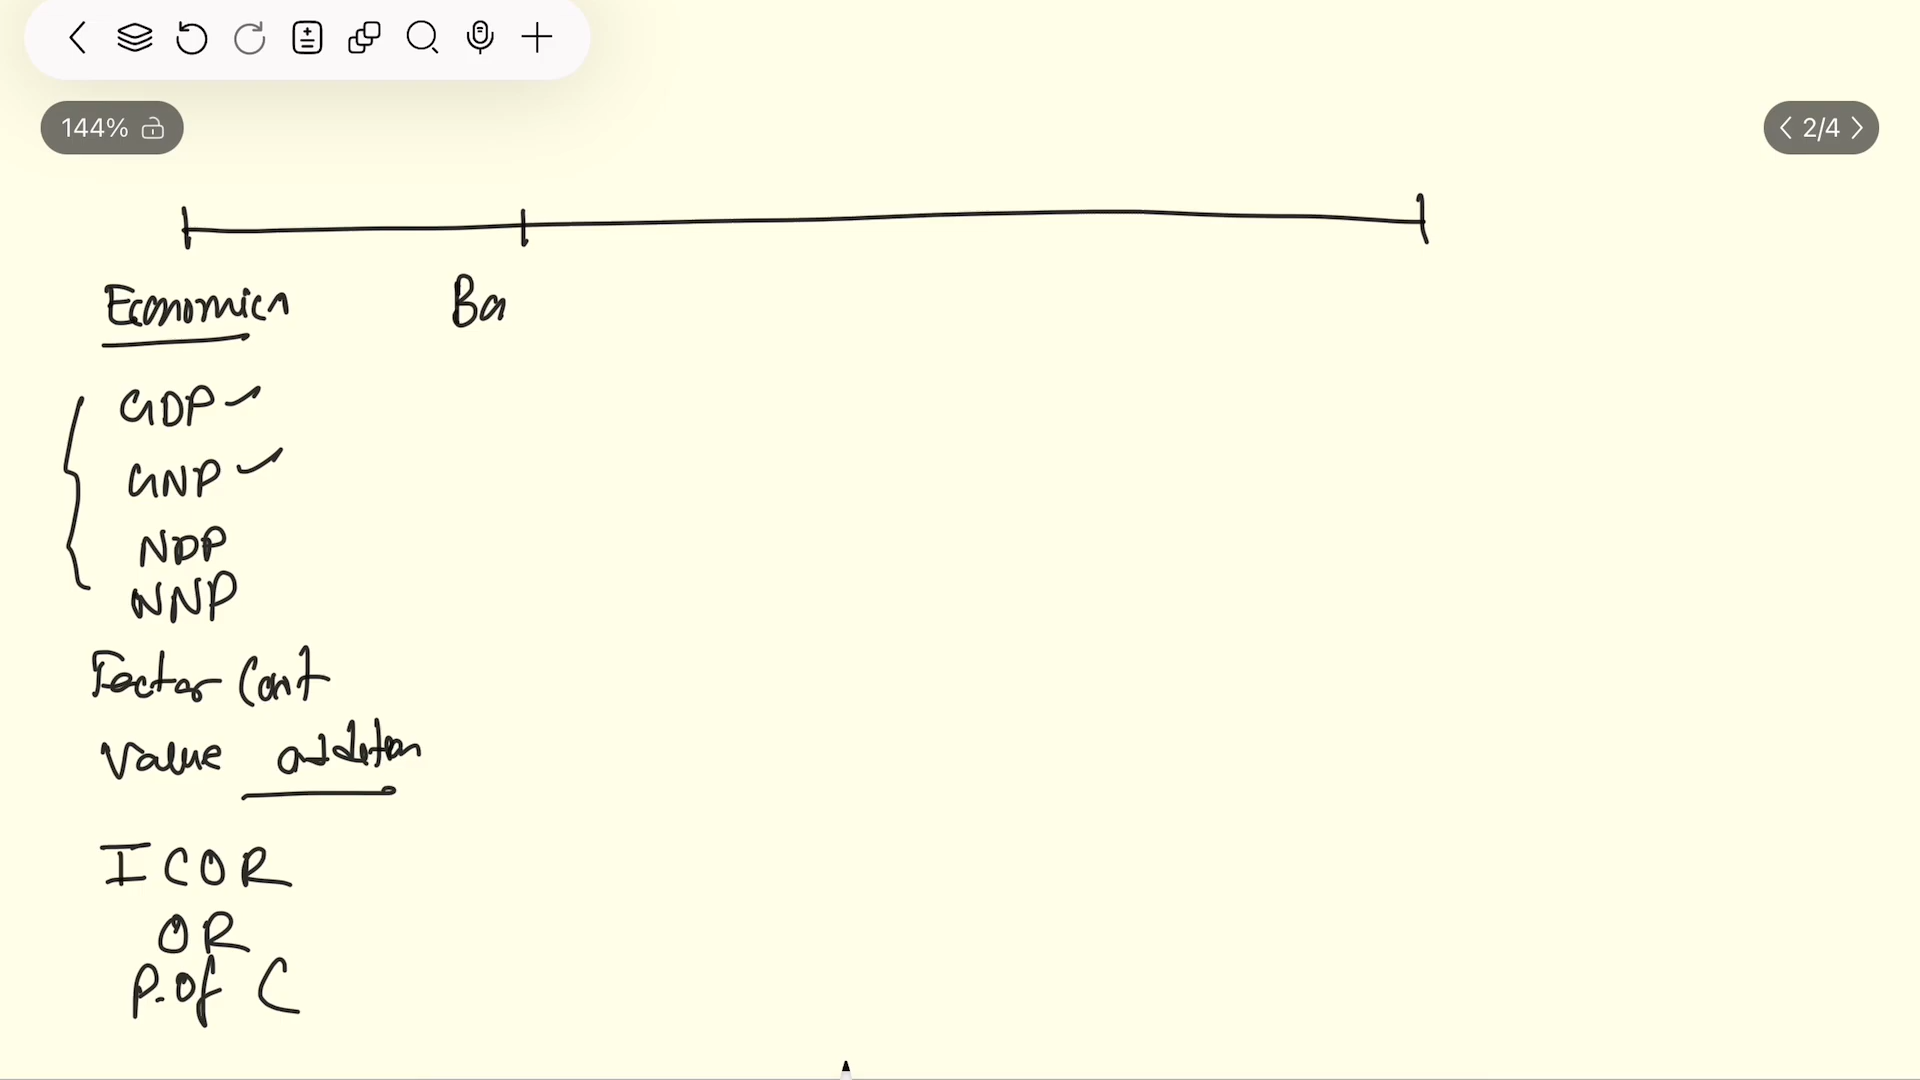 144%
2/4
Economics
Ba
GDP
GNP
NDP
NNP
Factor Cost
Value addition
ICOR
OR
P. of C